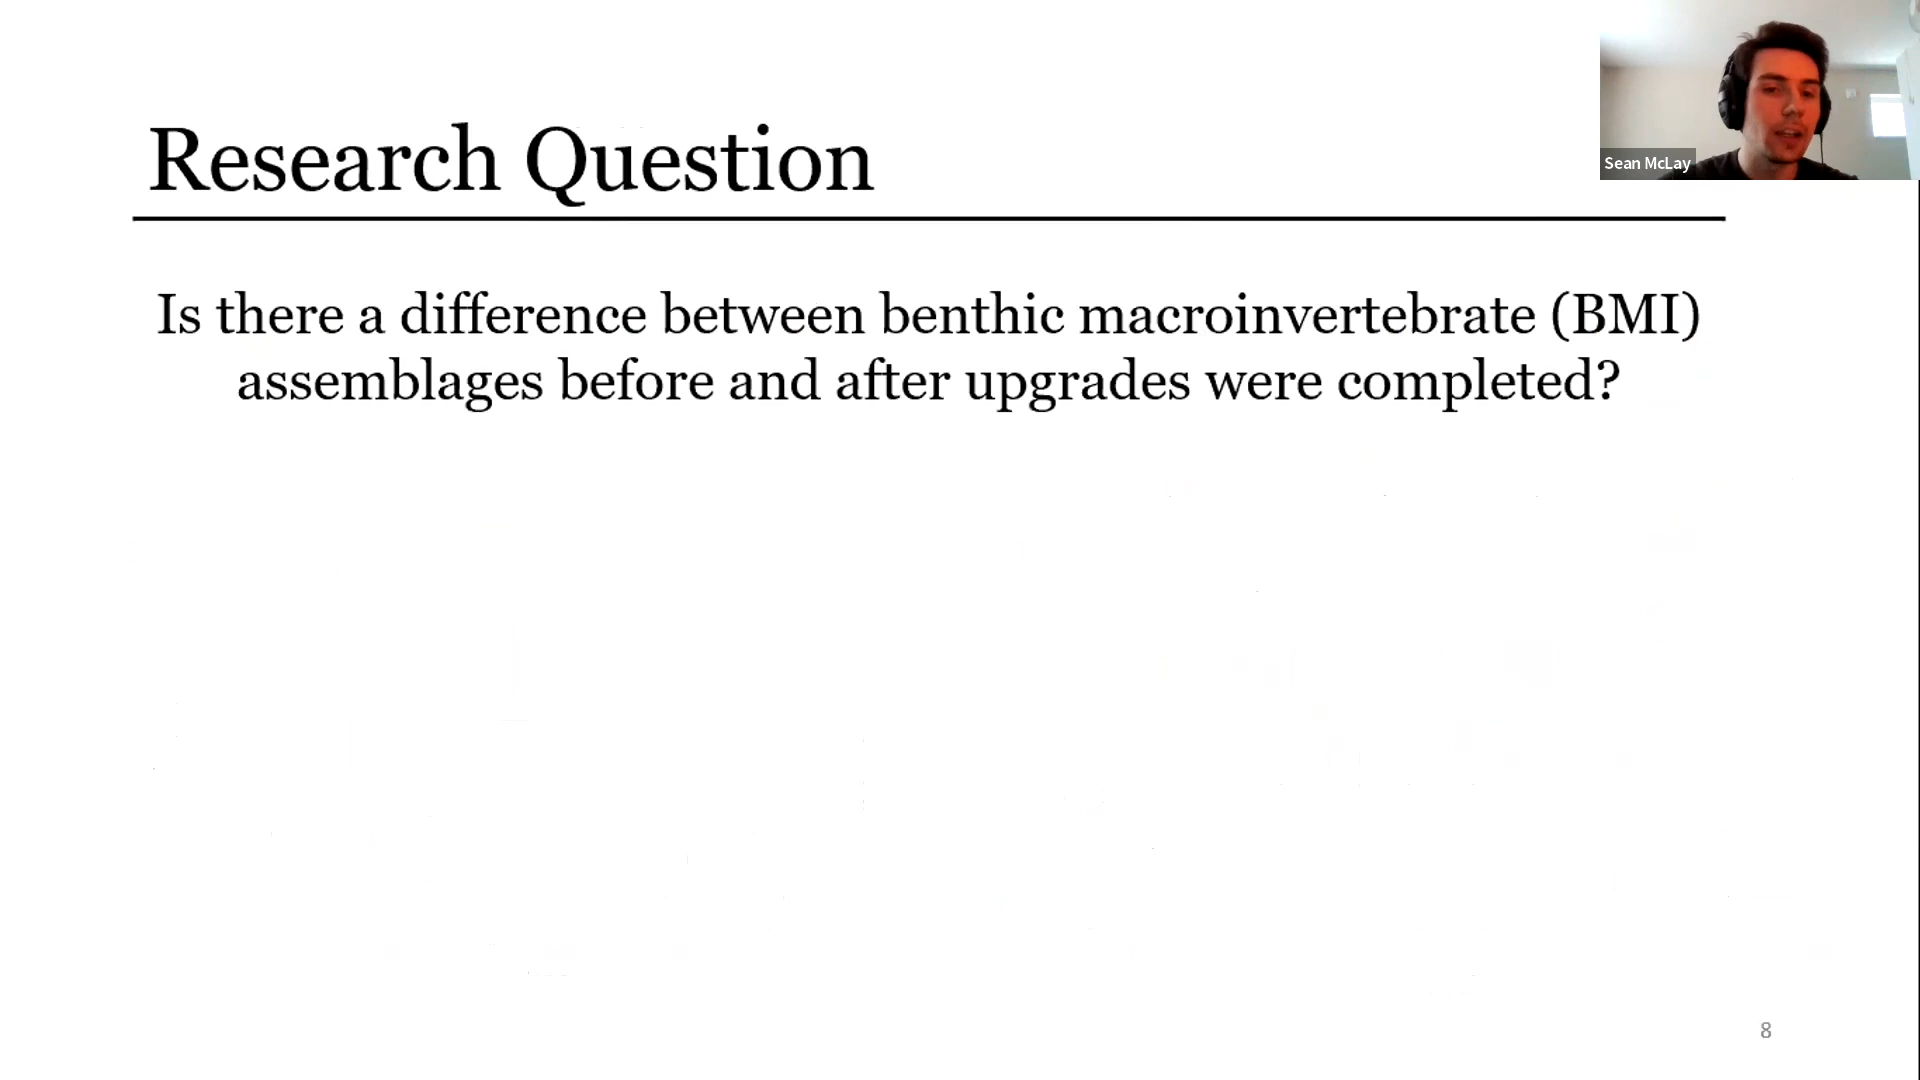 Research Question
Is there a difference between benthic macroinvertebrate (BMI)
assemblages before and after upgrades were completed?
Sean McLay
8